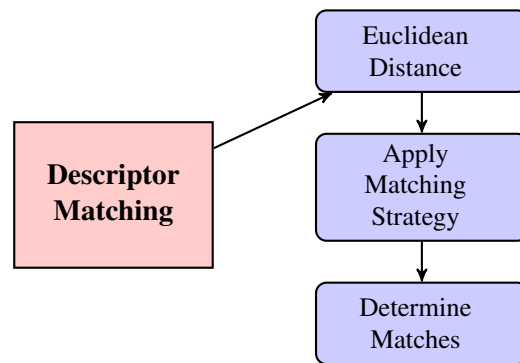 Euclidean
Distance
Descriptor
Matching
Apply
Matching
Strategy
Determine
Matches